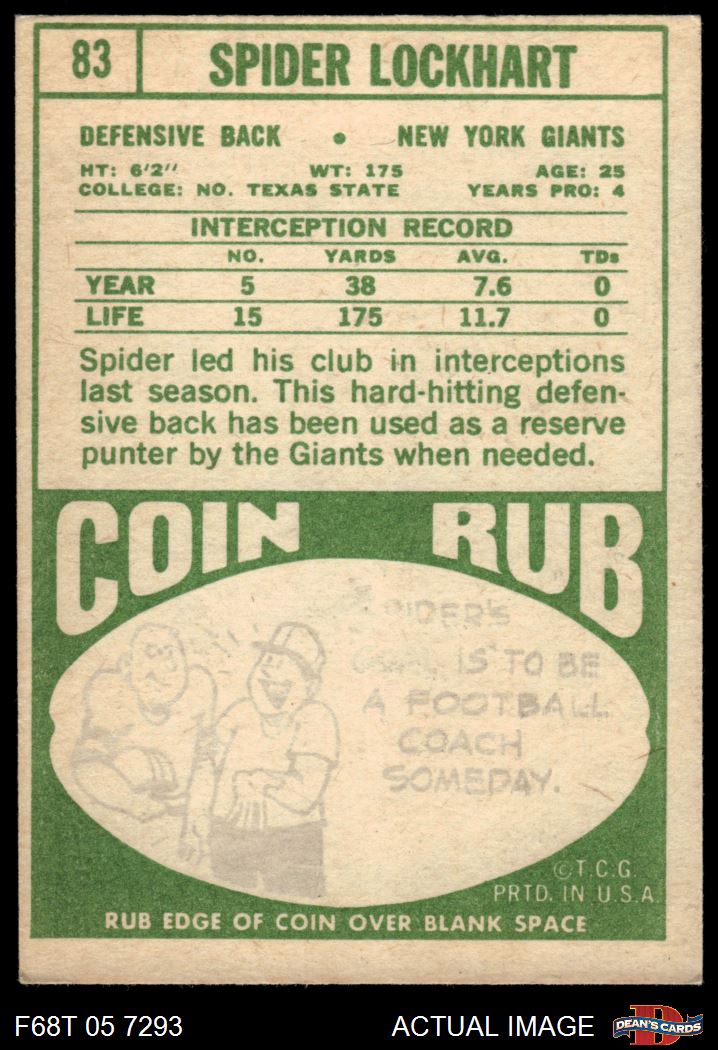 83 SPIDER LOCKHART
DEFENSIVE BACK • NEW YORK GIANTS
HT: 6'2" WT: 175 AGE: 25
COLLEGE: NO. TEXAS STATE YEARS PRO: 4
INTERCEPTION RECORD
NO. YARDS AVG. TDs
YEAR 5 38 7.6 0
LIFE 15 175 11.7 0
Spider led his club in interceptions
last season. This hard-hitting defen-
sive back has been used as a reserve
punter by the Giants when needed.
COIN RUB
SPIDER'S
GOAL IS TO BE
A FOOTBALL
COACH
SOMEDAY.
©T.C.G.
PRTD. IN U.S.A.
RUB EDGE OF COIN OVER BLANK SPACE
F68T 05 7293 ACTUAL IMAGE DEAN'S CARDS